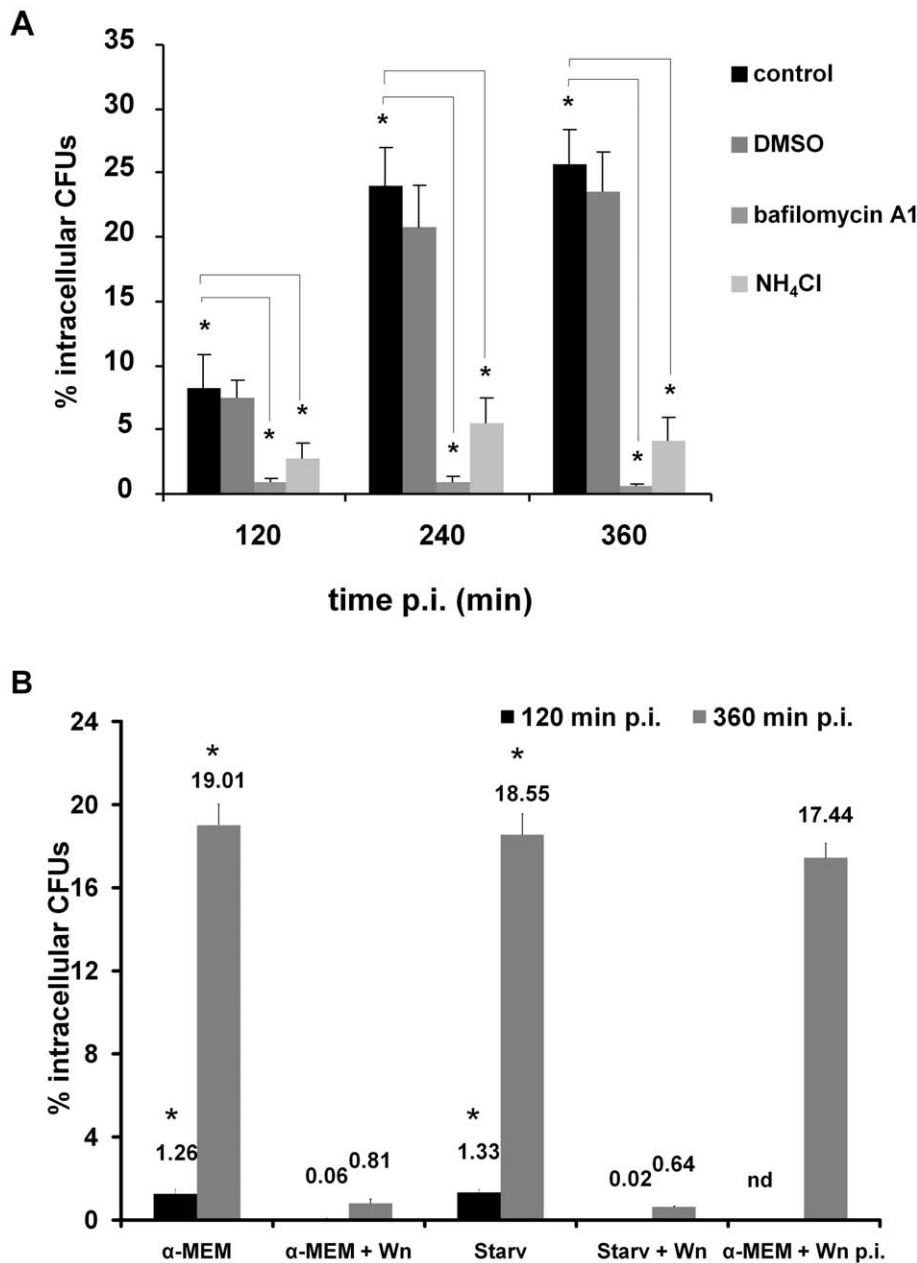 A
% intracellular CFUs
35
30
25
20
15
10
5
0
*
*
*
*
*
*
*
*
*
120
240
360
time p.i. (min)
control
DMSO
bafilomycin A1
NH₄Cl
B
% intracellular CFUs
24
20
16
12
8
4
0
120 min p.i.
360 min p.i.
*
1.26
*
19.01
0.06
0.81
*
1.33
*
18.55
0.02
0.64
nd
17.44
α-MEM
α-MEM + Wn
Starv
Starv + Wn
α-MEM + Wn p.i.